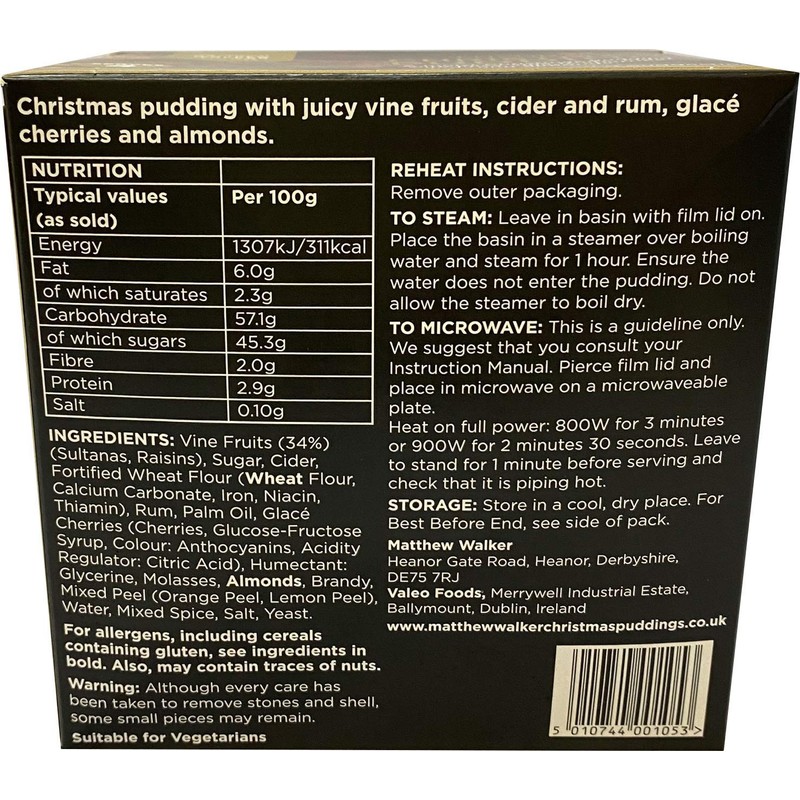 Christmas pudding with juicy vine fruits, cider and rum, glacé
cherries and almonds.
NUTRITION
Typical values
(as sold)
Per 100g
Energy 1307kJ/311kcal
Fat 6.0g
of which saturates 2.3g
Carbohydrate 57.1g
of which sugars 45.3g
Fibre 2.0g
Protein 2.9g
Salt 0.10g
INGREDIENTS: Vine Fruits (34%)
(Sultanas, Raisins), Sugar, Cider,
Fortified Wheat Flour (Wheat Flour,
Calcium Carbonate, Iron, Niacin,
Thiamin), Rum, Palm Oil, Glacé
Cherries (Cherries, Glucose-Fructose
Syrup, Colour: Anthocyanins, Acidity
Regulator: Citric Acid), Humectant:
Glycerine, Molasses, Almonds, Brandy,
Mixed Peel (Orange Peel, Lemon Peel),
Water, Mixed Spice, Salt, Yeast.
For allergens, including cereals
containing gluten, see ingredients in
bold. Also, may contain traces of nuts.
Warning: Although every care has
been taken to remove stones and shell,
some small pieces may remain.
Suitable for Vegetarians
REHEAT INSTRUCTIONS:
Remove outer packaging.
TO STEAM: Leave in basin with film lid on.
Place the basin in a steamer over boiling
water and steam for 1 hour. Ensure the
water does not enter the pudding. Do not
allow the steamer to boil dry.
TO MICROWAVE: This is a guideline only.
We suggest that you consult your
Instruction Manual. Pierce film lid and
place in microwave on a microwaveable
plate.
Heat on full power: 800W for 3 minutes
or 900W for 2 minutes 30 seconds. Leave
to stand for 1 minute before serving and
check that it is piping hot.
STORAGE: Store in a cool, dry place. For
Best Before End, see side of pack.
Matthew Walker
Heanor Gate Road, Heanor, Derbyshire,
DE75 7RJ
Valeo Foods, Merrywell Industrial Estate,
Ballymount, Dublin, Ireland
www.matthewwalkerchristmaspuddings.co.uk
5 010744 001053 >